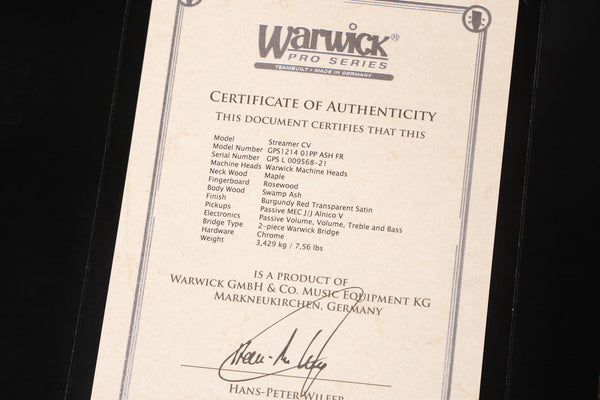 Warwick®
PRO SERIES
TEAMBUILT • MADE IN GERMANY
CERTIFICATE OF AUTHENTICITY
THIS DOCUMENT CERTIFIES THAT THIS
Model Streamer CV
Model Number GPS1214 01PP ASH FR
Serial Number GPS L 009568-21
Machine Heads Warwick Machine Heads
Neck Wood Maple
Fingerboard Rosewood
Body Wood Swamp Ash
Finish Burgundy Red Transparent Satin
Pickups Passive MEC J/J Alnico V
Electronics Passive Volume, Volume, Treble and Bass
Bridge Type 2-piece Warwick Bridge
Hardware Chrome
Weight 3,429 kg / 7,56 lbs
IS A PRODUCT OF
WARWICK GMBH & CO. MUSIC EQUIPMENT KG
MARKNEUKIRCHEN, GERMANY
HANS-PETER WILFER